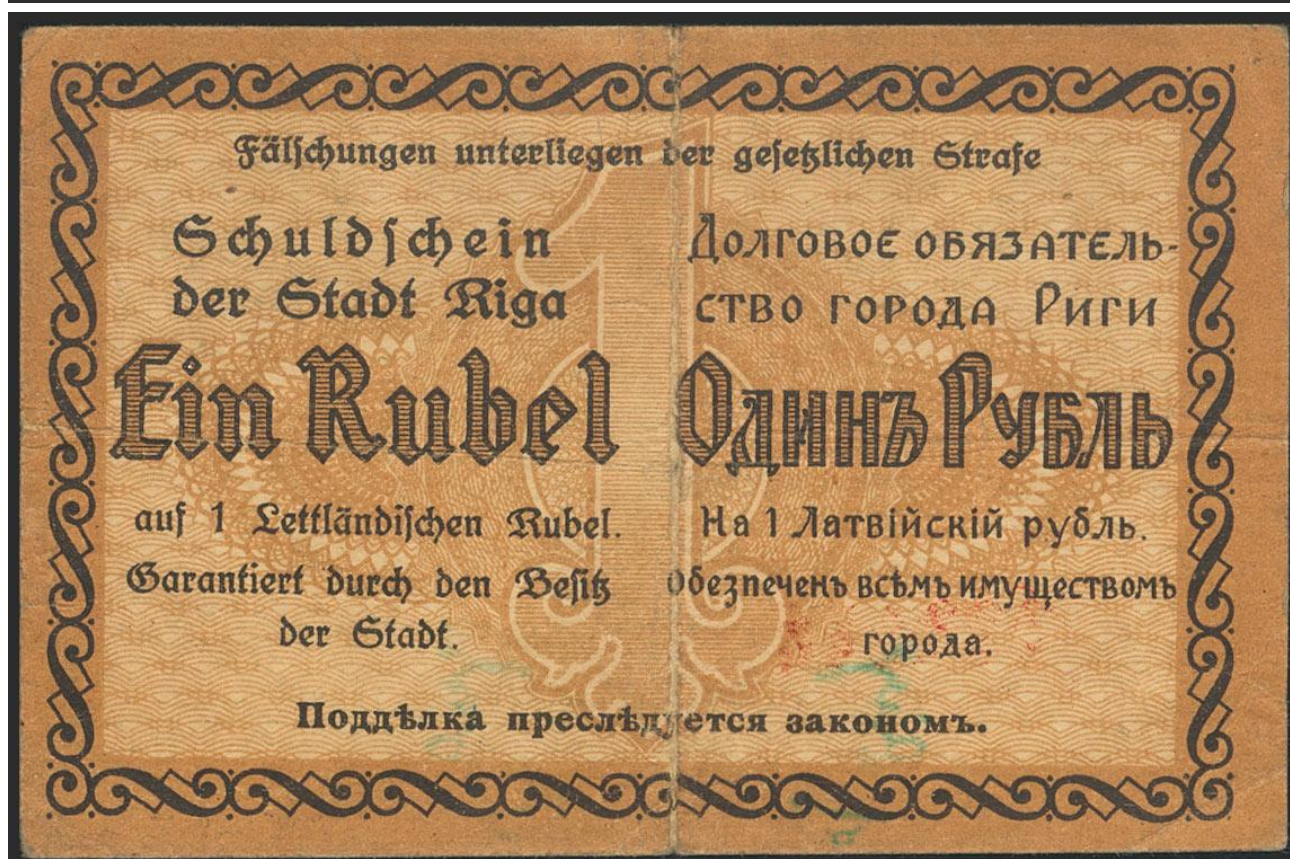 Fälschungen unterliegen der gesetzlichen Strafe
Schuldschein
der Stadt Riga
Ein Rubel
auf 1 Lettländischen Rubel.
Garantiert durch den Besitz
der Stadt.
Долговое обязатель-
ство города Риги
Одинъ Рубль
На 1 Латвійскій рубль.
Обезпеченъ всѣмъ имуществомъ
города.
Поддѣлка преслѣдуется закономъ.
1